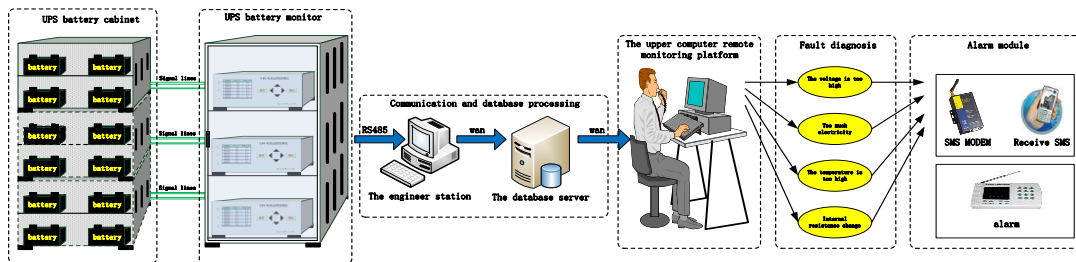 UPS battery cabinet
battery
battery
battery
battery
battery
battery
battery
battery
battery
battery
battery
battery
Signal lines
Signal lines
Signal lines
UPS battery monitor
RS485
Communication and database processing
wan
wan
The engineer station
The database server
The upper computer remote
monitoring platform
Fault diagnosis
The voltage is too
high
Too much
electricity
The temperature is
too high
Internal
resistance change
Alarm module
SMS MODEM
Receive SMS
alarm